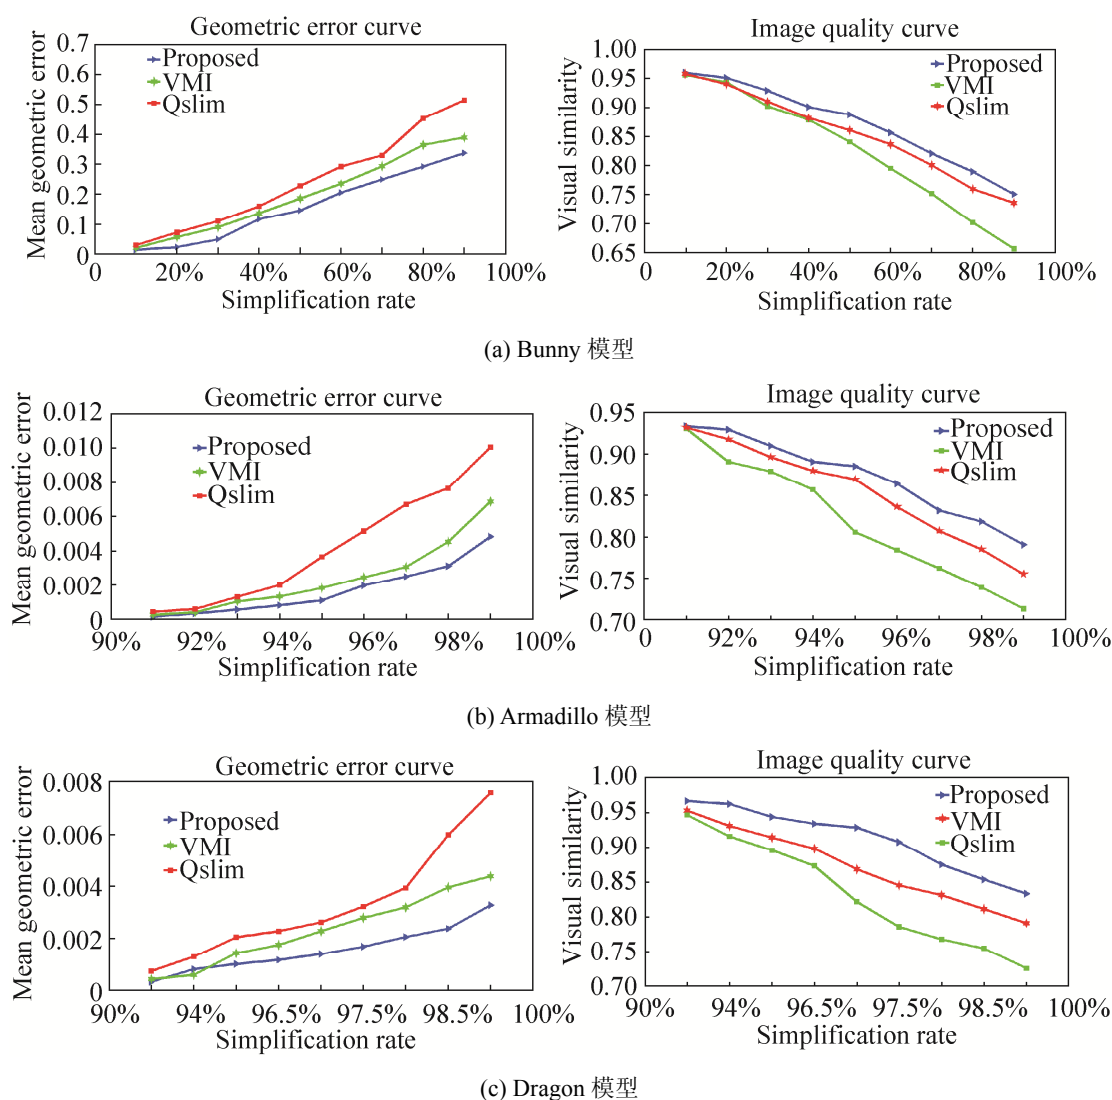 Geometric error curve
Mean geometric error
0.7
0.6
0.5
0.4
0.3
0.2
0.1
0
Proposed
VMI
Qslim
0 20% 40% 60% 80% 100%
Simplification rate
Image quality curve
Visual similarity
1.00
0.95
0.90
0.85
0.80
0.75
0.70
0.65
Proposed
VMI
Qslim
0 20% 40% 60% 80% 100%
Simplification rate
(a) Bunny 模型
Geometric error curve
Mean geometric error
0.012
0.010
0.008
0.006
0.004
0.002
0
Proposed
VMI
Qslim
90% 92% 94% 96% 98% 100%
Simplification rate
Image quality curve
Visual similarity
0.95
0.90
0.85
0.80
0.75
0.70
Proposed
VMI
Qslim
0 92% 94% 96% 98% 100%
Simplification rate
(b) Armadillo 模型
Geometric error curve
Mean geometric error
0.008
0.006
0.004
0.002
0
Proposed
VMI
Qslim
90% 94% 96.5% 97.5% 98.5% 100%
Simplification rate
Image quality curve
Visual similarity
1.00
0.95
0.90
0.85
0.80
0.75
0.70
Proposed
VMI
Qslim
90% 94% 96.5% 97.5% 98.5% 100%
Simplification rate
(c) Dragon 模型